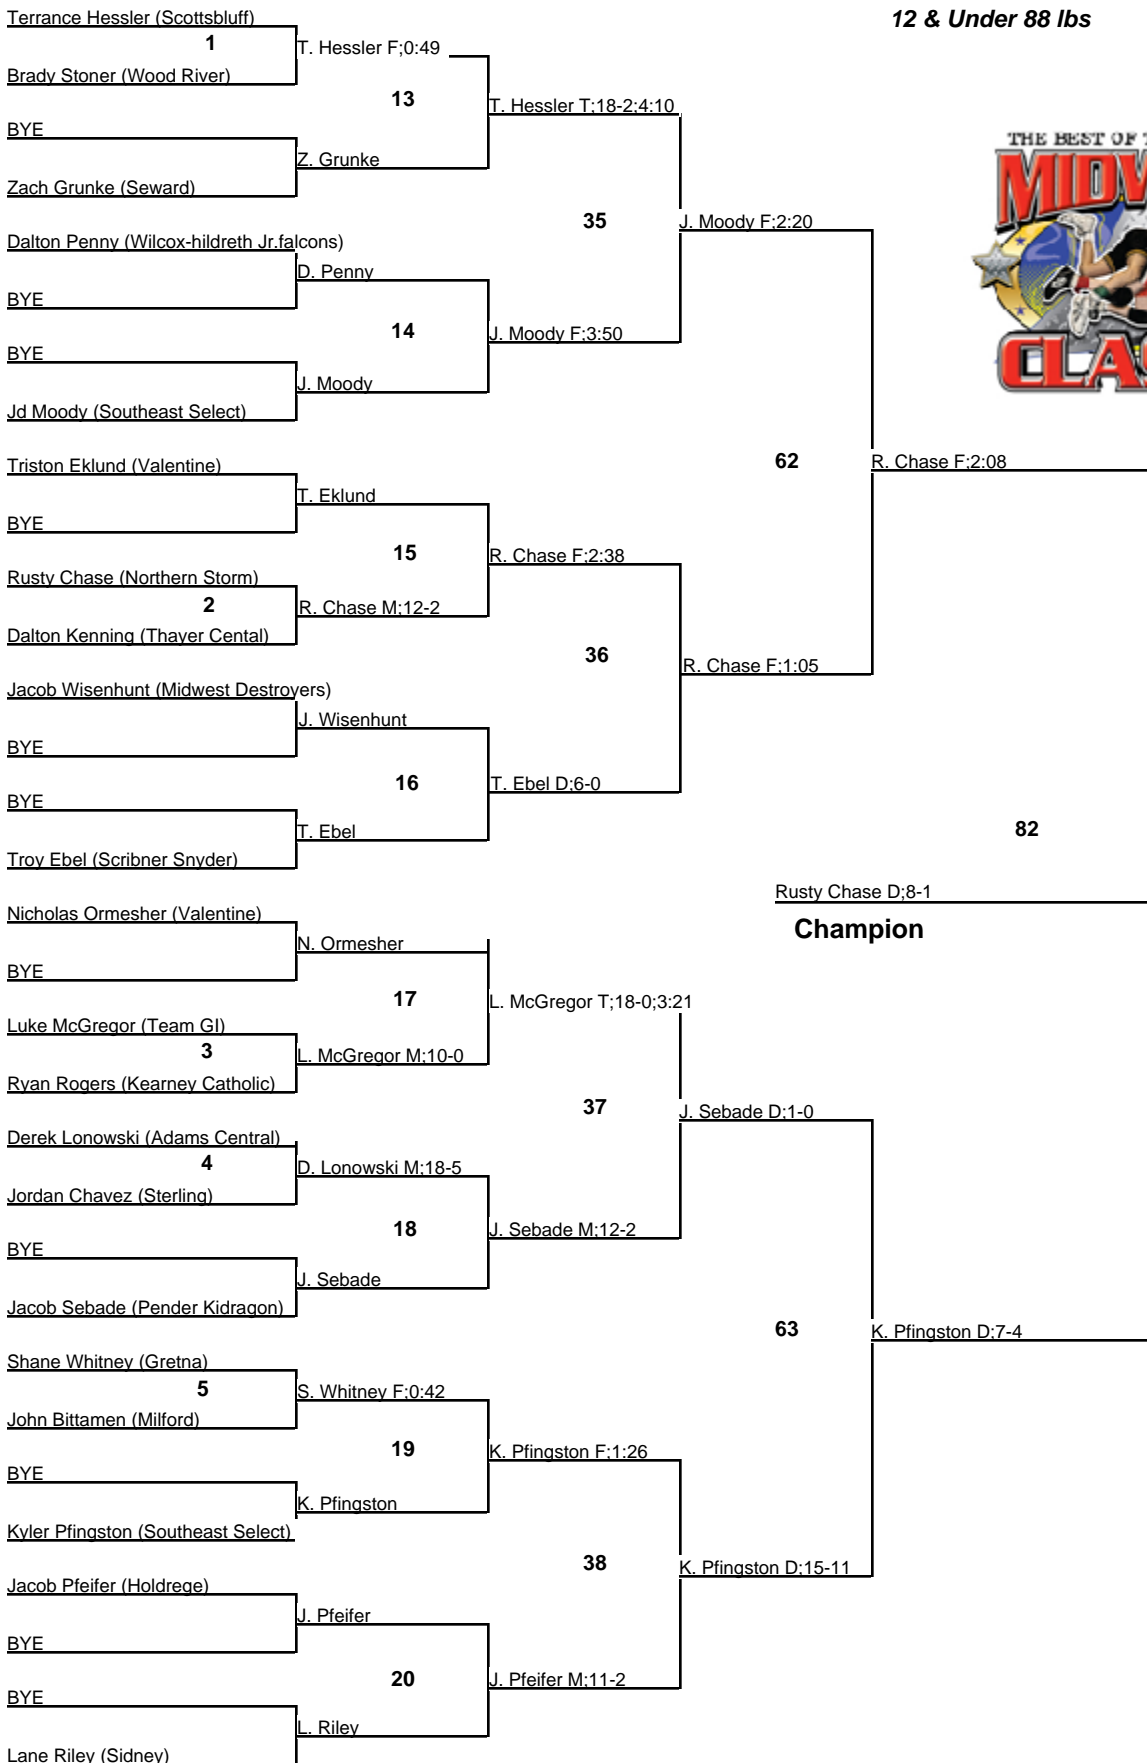 Terrance Hessler (Scottsbluff)
12 & Under 88 lbs
1
T. Hessler F;0:49
Brady Stoner (Wood River)
13
T. Hessler T;18-2;4:10
BYE
Z. Grunke
Zach Grunke (Seward)
THE BEST OF
35
J. Moody F;2:20
Dalton Penny (Wilcox-hildreth Jr.falcons)
D. Penny
BYE
14
J. Moody F;3:50
BYE
J. Moody
Jd Moody (Southeast Select)
62
R. Chase F;2:08
Triston Eklund (Valentine)
T. Eklund
BYE
15
R. Chase F;2:38
Rusty Chase (Northern Storm)
2
R. Chase M;12-2
Dalton Kenning (Thayer Cental)
36
R. Chase F;1:05
Jacob Wisenhunt (Midwest Destroyers)
J. Wisenhunt
BYE
16
T. Ebel D;6-0
BYE
T. Ebel
Troy Ebel (Scribner Snyder)
82
Rusty Chase D;8-1
Champion
Nicholas Ormesher (Valentine)
N. Ormesher
BYE
17
L. McGregor T;18-0;3:21
Luke McGregor (Team GI)
3
L. McGregor M;10-0
Ryan Rogers (Kearney Catholic)
37
J. Sebade D;1-0
Derek Lonowski (Adams Central)
4
D. Lonowski M;18-5
Jordan Chavez (Sterling)
18
J. Sebade M;12-2
BYE
J. Sebade
Jacob Sebade (Pender Kidragon)
63
K. Pfingston D;7-4
Shane Whitney (Gretna)
5
S. Whitney F;0:42
John Bittamen (Milford)
19
K. Pfingston F;1:26
BYE
K. Pfingston
Kyler Pfingston (Southeast Select)
38
K. Pfingston D;15-11
Jacob Pfeifer (Holdrege)
J. Pfeifer
BYE
20
J. Pfeifer M;11-2
BYE
L. Riley
Lane Riley (Sidney)